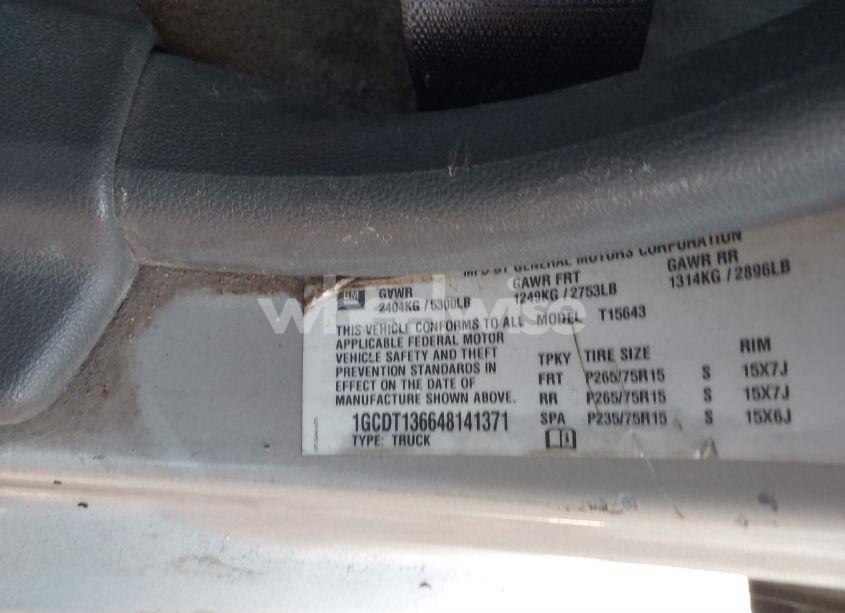 MFD BY GENERAL MOTORS CORPORATION
GM GAWR GAWR FRT GAWR RR
2404KG / 5300LB 1249KG / 2753LB 1314KG / 2896LB
THIS VEHICLE CONFORMS TO ALL MODEL T15643
APPLICABLE FEDERAL MOTOR
VEHICLE SAFETY AND THEFT
PREVENTION STANDARDS IN
EFFECT ON THE DATE OF
MANUFACTURE SHOWN ABOVE.
TPKY TIRE SIZE RIM
FRT P265/75R15 S 15X7J
RR P265/75R15 S 15X7J
SPA P235/75R15 S 15X6J
1GCDT136648141371
TYPE: TRUCK
wheelwise